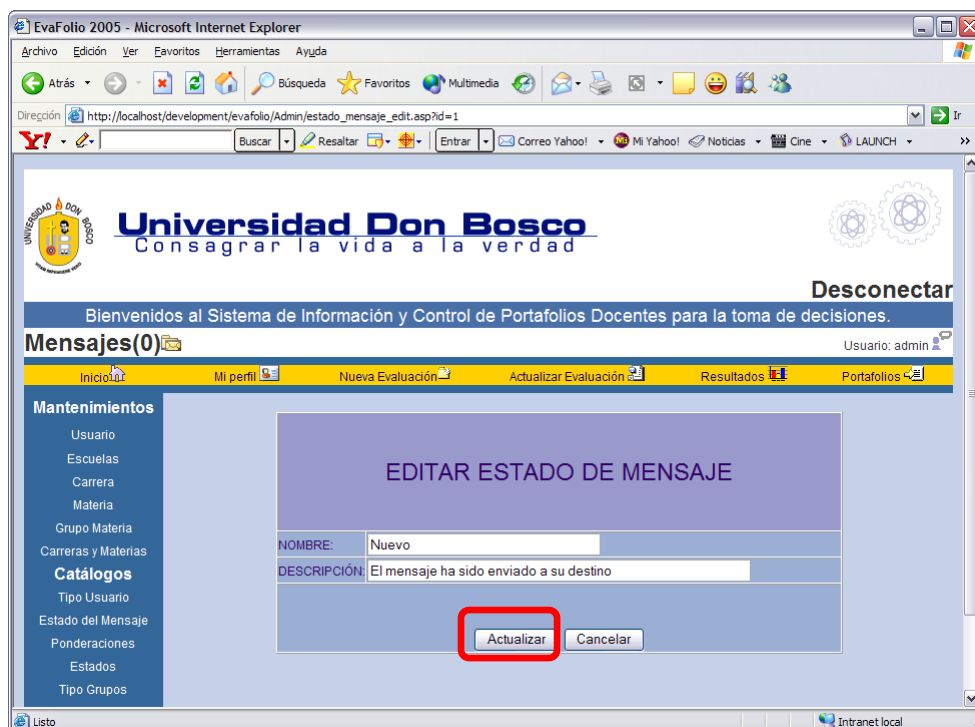 EvaFolio 2005 - Microsoft Internet Explorer
Archivo Edición Ver Favoritos Herramientas Ayuda
Atrás Búsqueda Favoritos Multimedia
Dirección http://localhost/development/evafolio/Admin/estado_mensaje_edit.asp?id=1 Ir
Y! Buscar Resaltar Entrar Correo Yahoo! Mi Yahoo! Noticias Cine LAUNCH »
UNIVERSIDAD DON BOSCO
Universidad Don Bosco
Consagrar la vida a la verdad
Desconectar
Bienvenidos al Sistema de Información y Control de Portafolios Docentes para la toma de decisiones.
Mensajes(0) Usuario: admin
Inicio Mi perfil Nueva Evaluación Actualizar Evaluación Resultados Portafolios
Mantenimientos
Usuario
Escuelas
Carrera
Materia
Grupo Materia
Carreras y Materias
Catálogos
Tipo Usuario
Estado del Mensaje
Ponderaciones
Estados
Tipo Grupos
EDITAR ESTADO DE MENSAJE
NOMBRE: Nuevo
DESCRIPCIÓN: El mensaje ha sido enviado a su destino
Actualizar Cancelar
Listo Intranet local